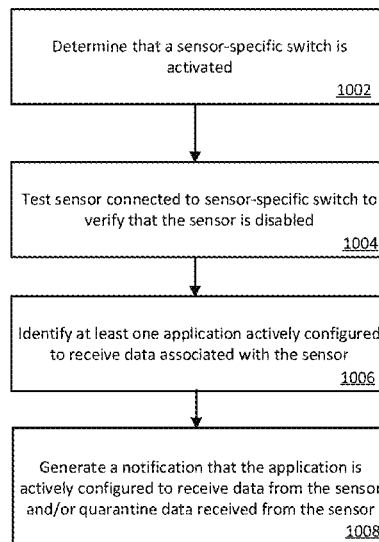 Determine that a sensor-specific switch is
activated
1002
Test sensor connected to sensor-specific switch to
verify that the sensor is disabled
1004
Identify at least one application actively configured
to receive data associated with the sensor
1006
Generate a notification that the application is
actively configured to receive data from the sensor
and/or quarantine data received from the sensor
1008